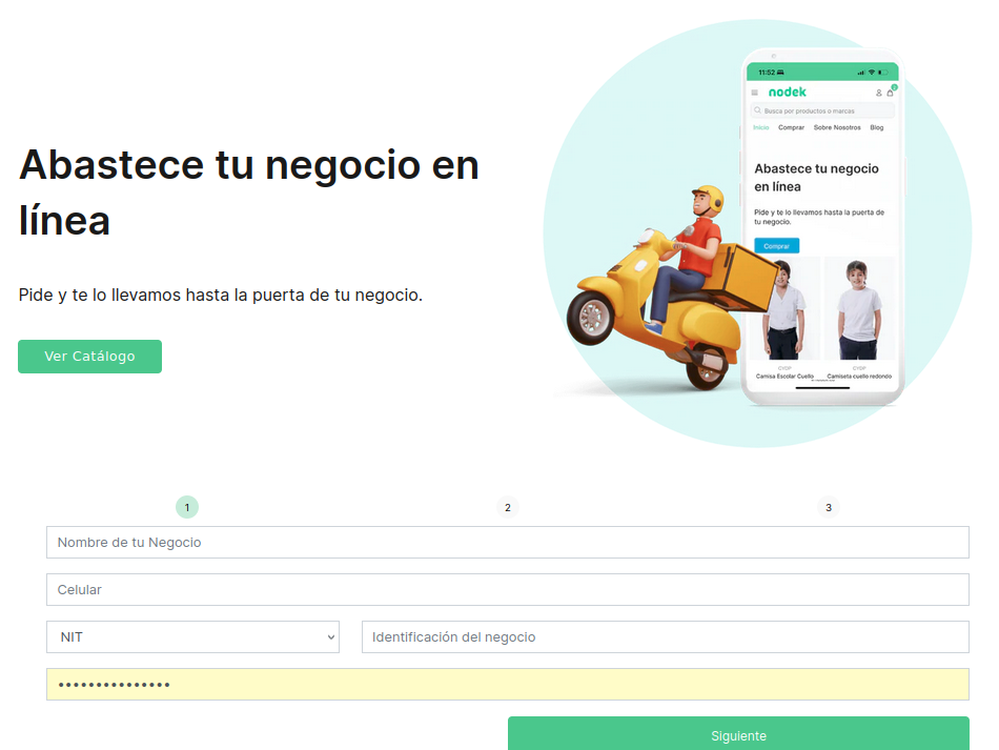 Abastece tu negocio en
línea
Pide y te lo llevamos hasta la puerta de tu negocio.
Ver Catálogo
11:52
nodek
2
Busca por productos o marcas
Inicio Comprar Sobre Nosotros Blog
Abastece tu negocio
en línea
Pide y te lo llevamos hasta la puerta de
tu negocio.
Comprar
CYDP CYDP
Camisa Escolar Cuello Camiseta cuello redondo
1 2 3
Nombre de tu Negocio
Celular
NIT Identificación del negocio
•••••••••••••••
Siguiente